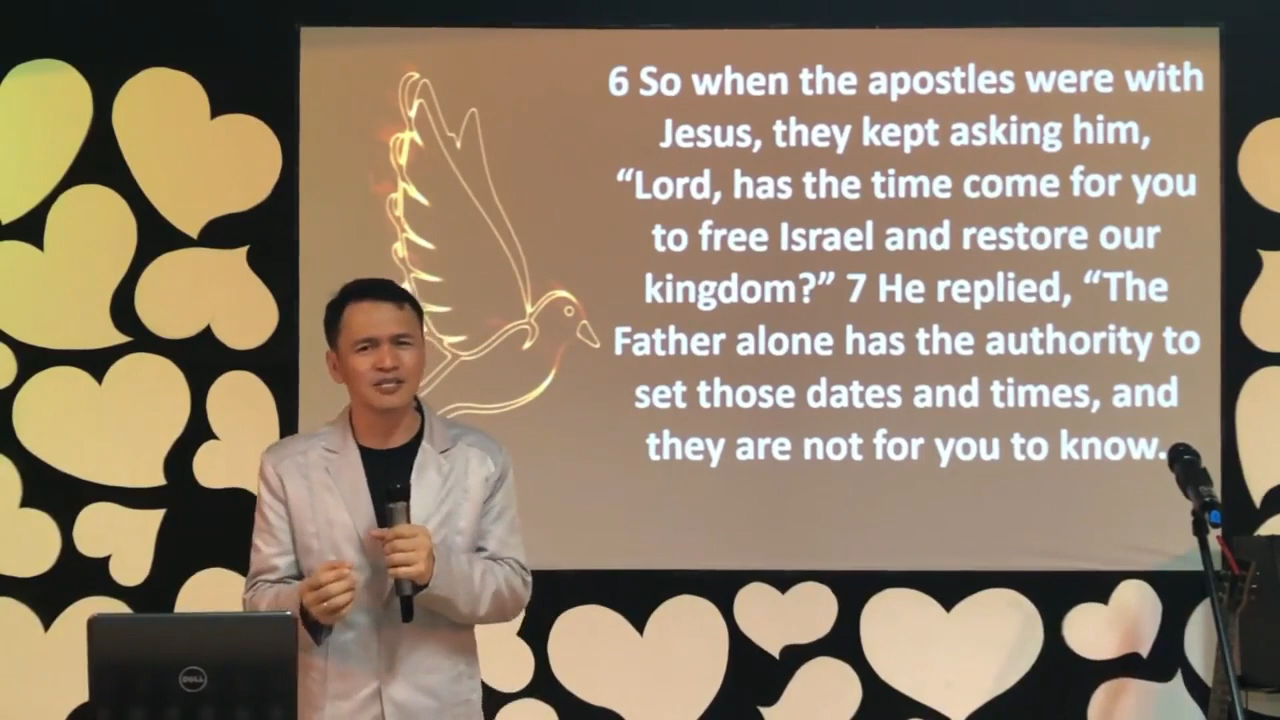 6 So when the apostles were with
Jesus, they kept asking him,
“Lord, has the time come for you
to free Israel and restore our
kingdom?” 7 He replied, “The
Father alone has the authority to
set those dates and times, and
they are not for you to know.
DELL